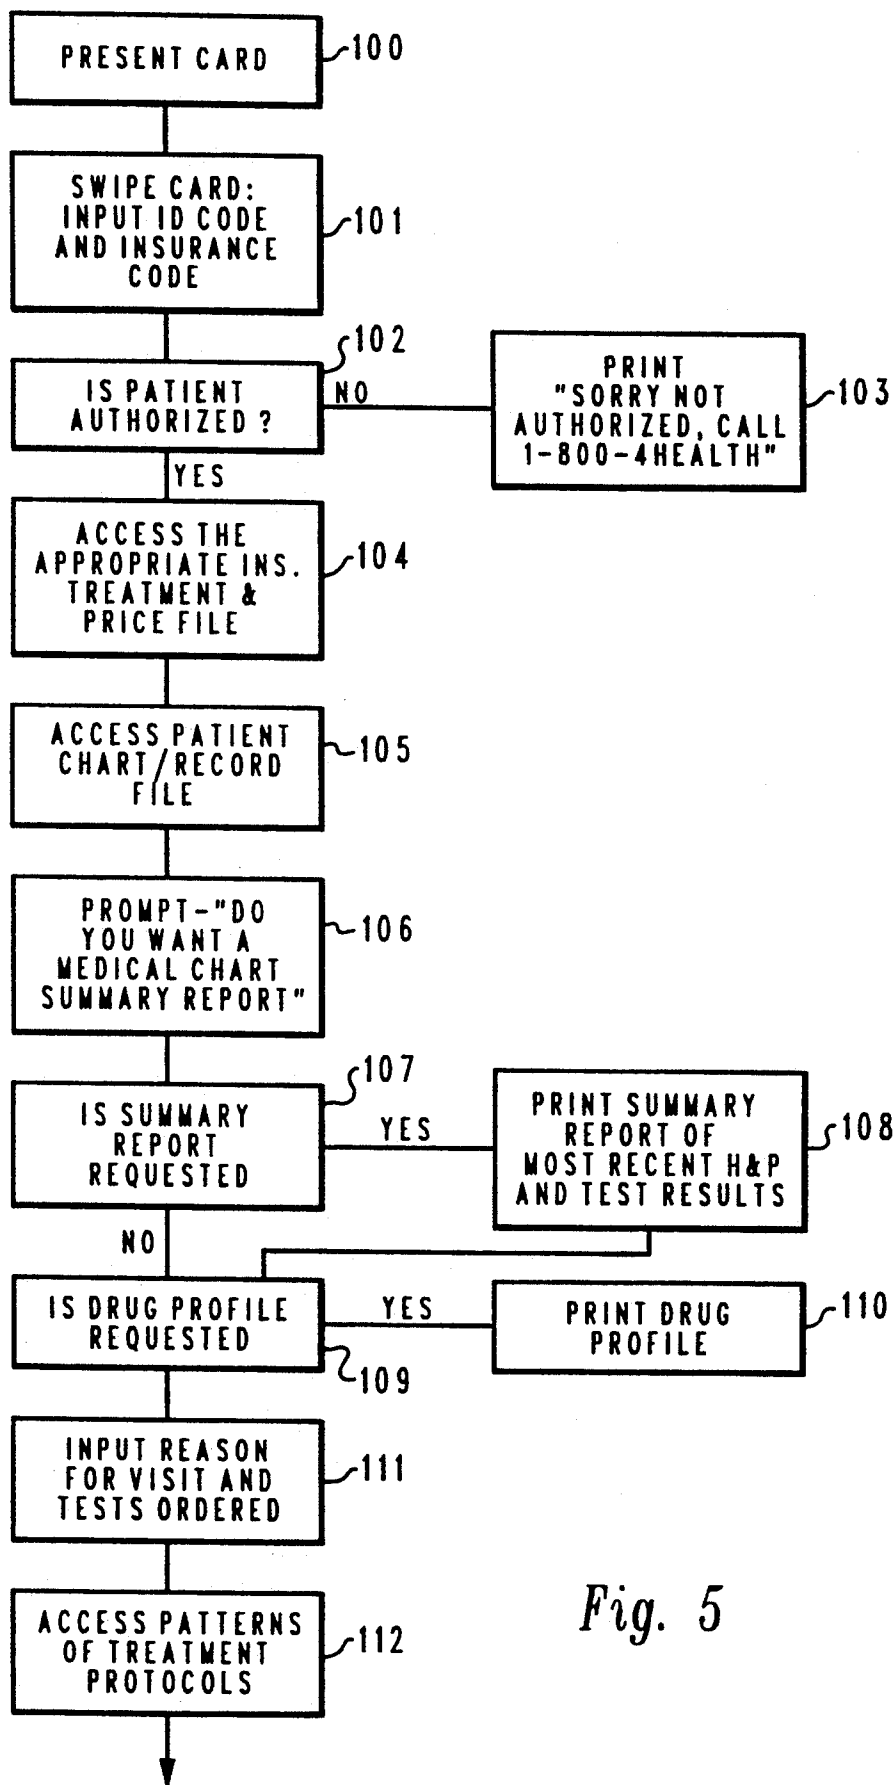 PRESENT CARD
100
SWIPE CARD:
INPUT ID CODE
AND INSURANCE
CODE
101
IS PATIENT
AUTHORIZED ?
102
NO
PRINT
"SORRY NOT
AUTHORIZED, CALL
1-800-4HEALTH"
103
YES
ACCESS THE
APPROPRIATE INS.
TREATMENT &
PRICE FILE
104
ACCESS PATIENT
CHART/RECORD
FILE
105
PROMPT-"DO
YOU WANT A
MEDICAL CHART
SUMMARY REPORT"
106
IS SUMMARY
REPORT
REQUESTED
107
YES
PRINT SUMMARY
REPORT OF
MOST RECENT H&P
AND TEST RESULTS
108
NO
IS DRUG PROFILE
REQUESTED
109
YES
PRINT DRUG
PROFILE
110
INPUT REASON
FOR VISIT AND
TESTS ORDERED
111
ACCESS PATTERNS
OF TREATMENT
PROTOCOLS
112
Fig. 5